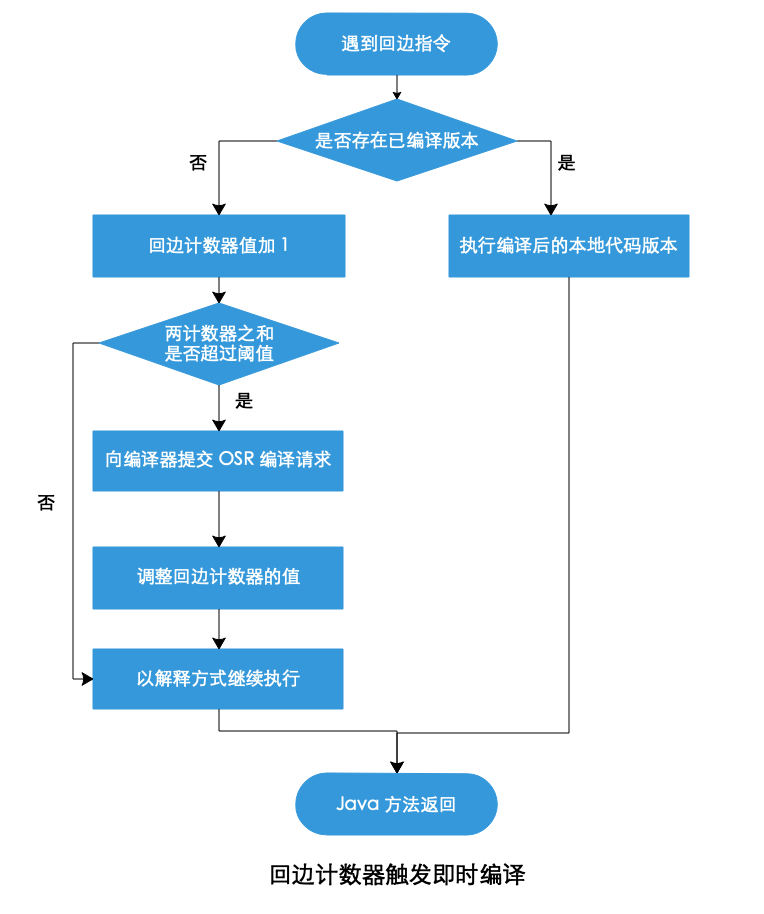 遇到回边指令
是否存在已编译版本
否
是
回边计数器值加 1
执行编译后的本地代码版本
两计数器之和
是否超过阈值
是
向编译器提交 OSR 编译请求
否
调整回边计数器的值
以解释方式继续执行
Java 方法返回
回边计数器触发即时编译